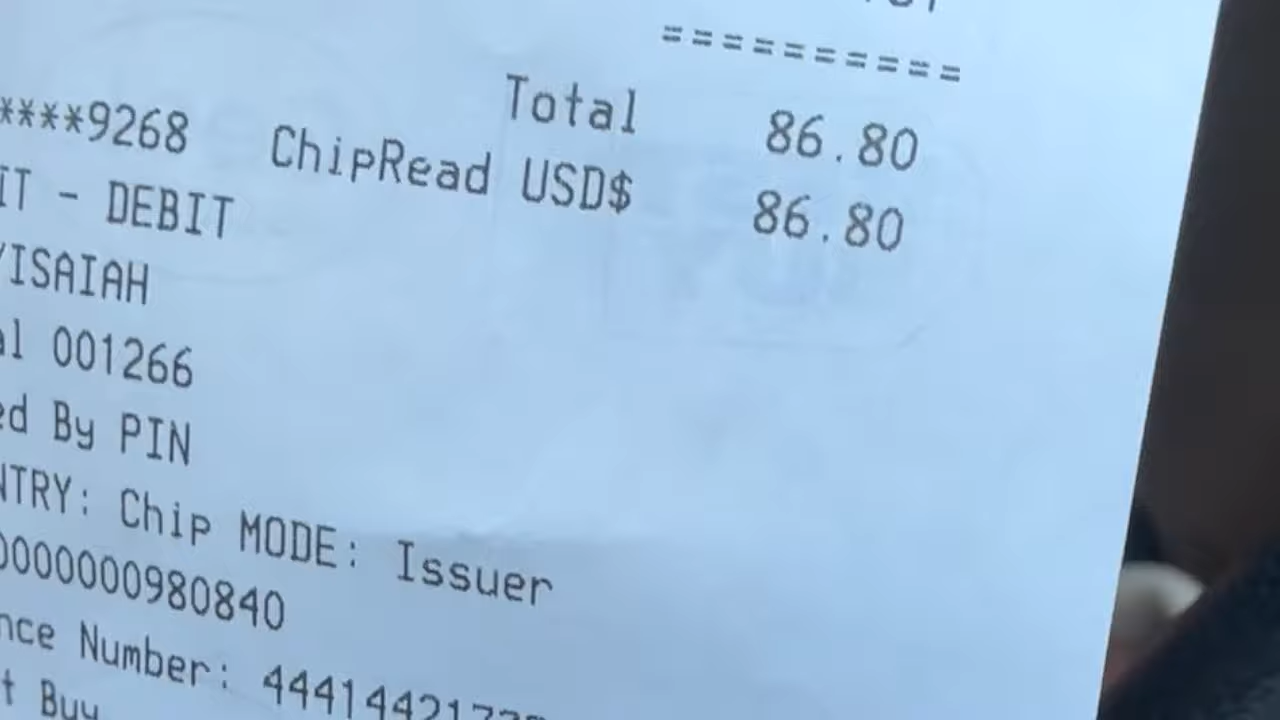 ==========
Total 86.80
****9268 ChipRead USD$ 86.80
IT - DEBIT
/ISAIAH
al 001266
ed By PIN
NTRY: Chip MODE: Issuer
0000000980840
nce Number: 444144217
t Buy